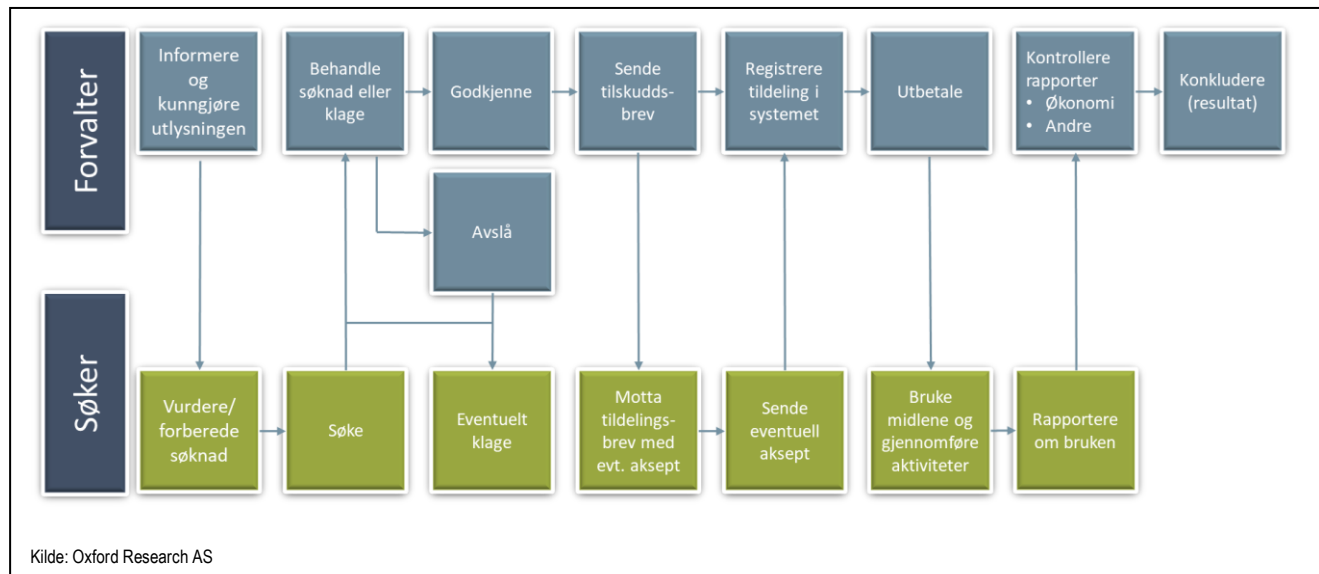 Forvalter
Informere
og
kunngjøre
utlysningen
Behandle
søknad eller
klage
Godkjenne
Sende
tilskudds-
brev
Registrere
tildeling i
systemet
Utbetale
Kontrollere
rapporter
• Økonomi
• Andre
Konkludere
(resultat)
Avslå
Søker
Vurdere/
forberede
søknad
Søke
Eventuelt
klage
Motta
tildelings-
brev med
evt. aksept
Sende
eventuell
aksept
Bruke
midlene og
gjennomføre
aktiviteter
Rapportere
om bruken
Kilde: Oxford Research AS